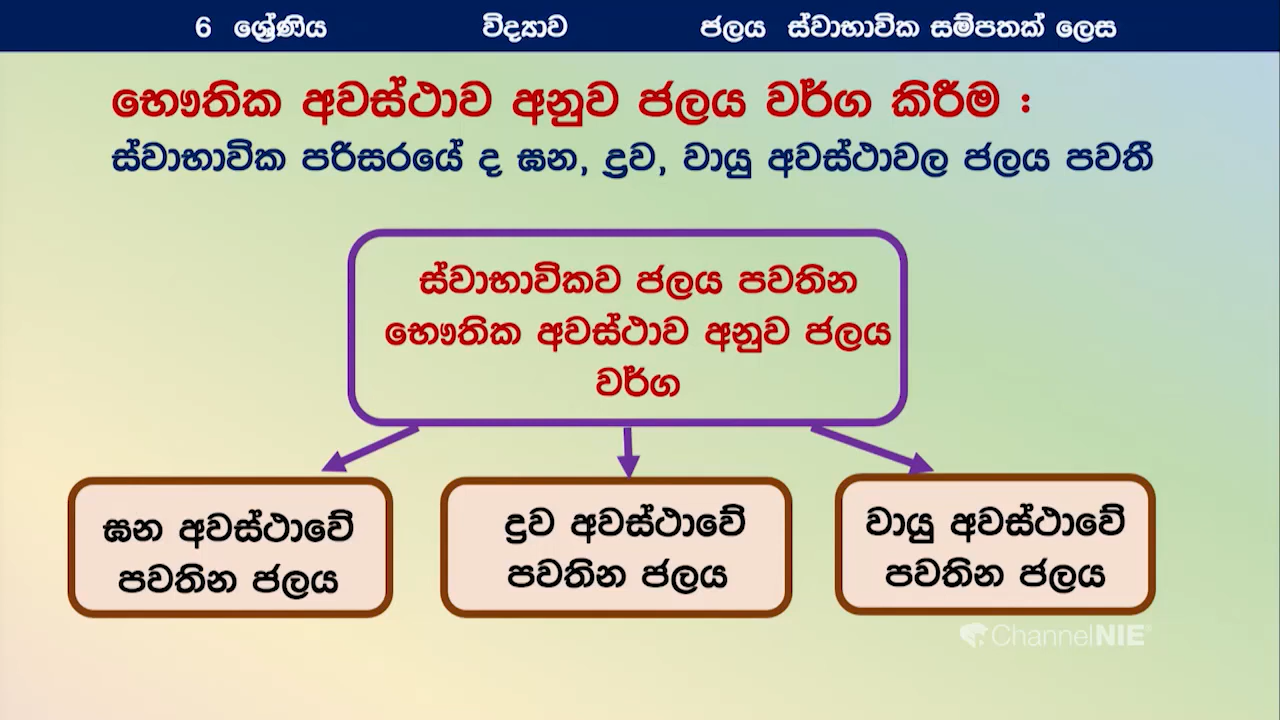 6 ශ්‍රේණිය විද්‍යාව ජලය ස්වාභාවික සම්පතක් ලෙස
භෞතික අවස්ථාව අනුව ජලය වර්ග කිරීම :
ස්වාභාවික පරිසරයේ ද ඝන, ද්‍රව, වායු අවස්ථාවල ජලය පවතී
ස්වාභාවිකව ජලය පවතින
භෞතික අවස්ථාව අනුව ජලය
වර්ග
ඝන අවස්ථාවේ
පවතින ජලය
ද්‍රව අවස්ථාවේ
පවතින ජලය
වායු අවස්ථාවේ
පවතින ජලය
ChannelNIE